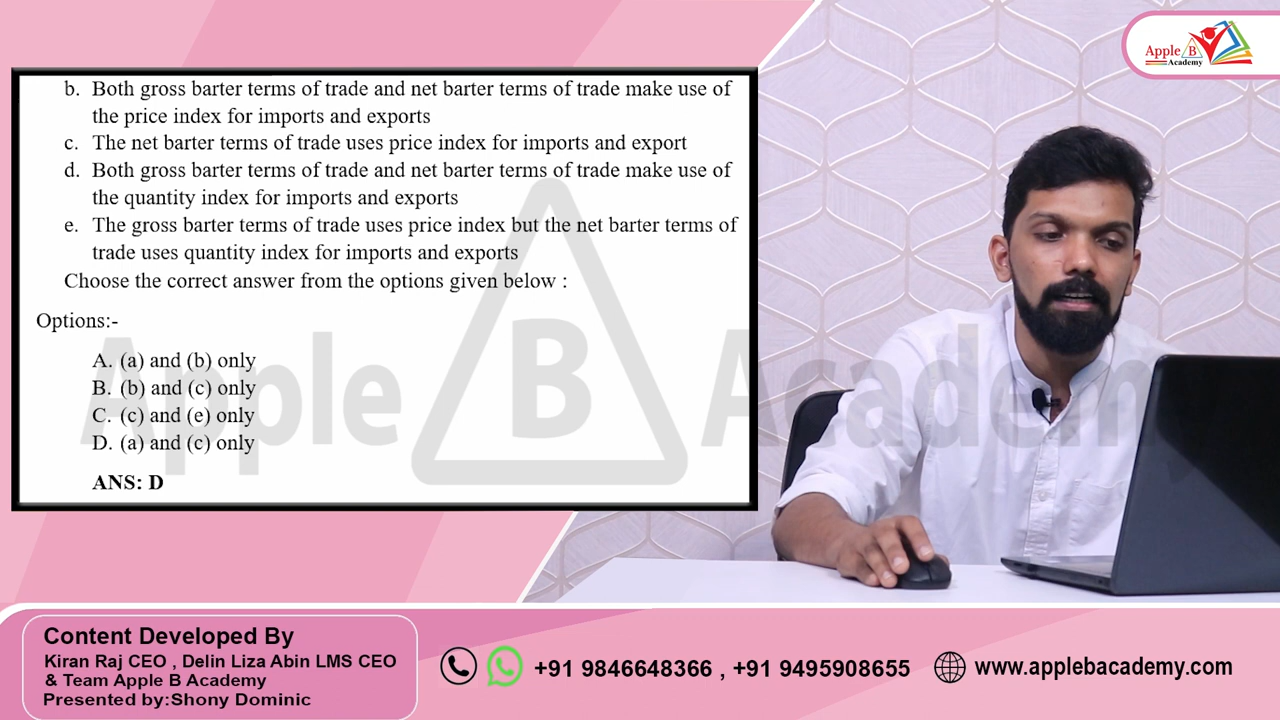 Apple B
Academy
b. Both gross barter terms of trade and net barter terms of trade make use of
the price index for imports and exports
c. The net barter terms of trade uses price index for imports and export
d. Both gross barter terms of trade and net barter terms of trade make use of
the quantity index for imports and exports
e. The gross barter terms of trade uses price index but the net barter terms of
trade uses quantity index for imports and exports
Choose the correct answer from the options given below :
Options:-
A. (a) and (b) only
B. (b) and (c) only
C. (c) and (e) only
D. (a) and (c) only
ANS: D
Apple B Academy
Content Developed By
Kiran Raj CEO , Delin Liza Abin LMS CEO
& Team Apple B Academy
Presented by:Shony Dominic
+91 9846648366 , +91 9495908655
www.applebacademy.com